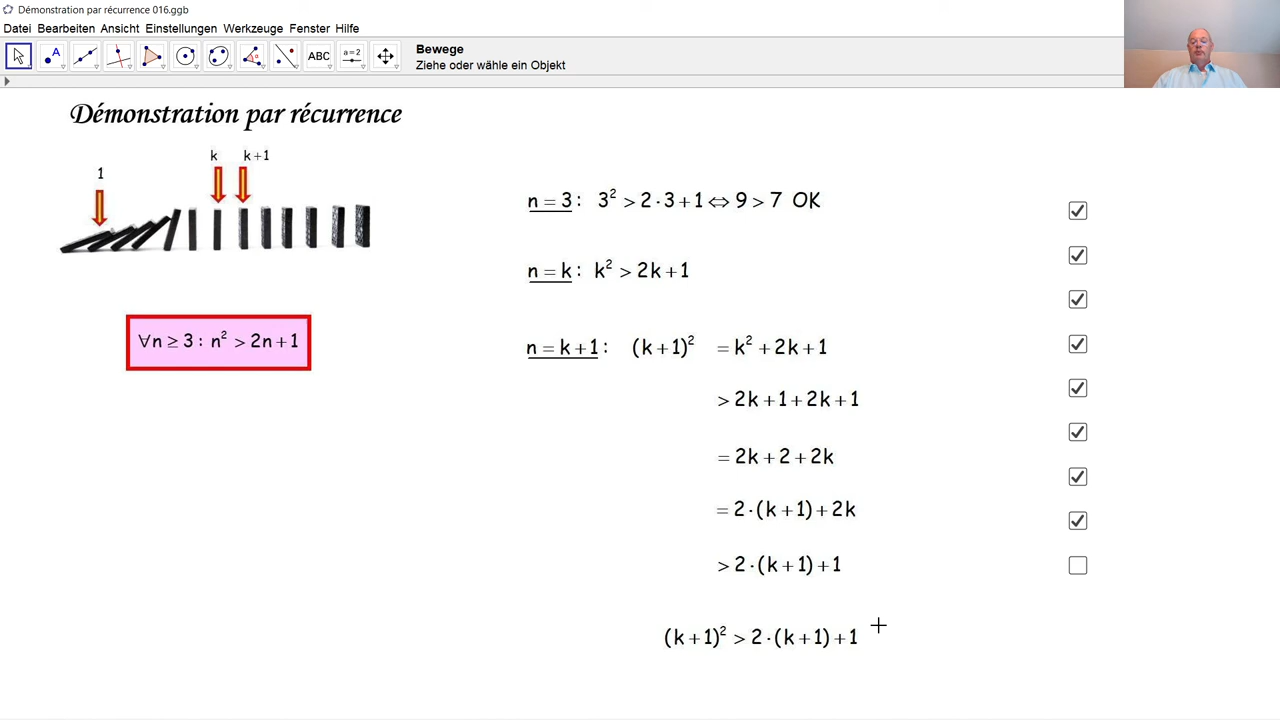 Démonstration par récurrence 016.ggb
Datei Bearbeiten Ansicht Einstellungen Werkzeuge Fenster Hilfe
A
ABC
a=2
Bewege
Ziehe oder wähle ein Objekt
Démonstration par récurrence
1
k
k+1
∀n ≥ 3 : n² > 2n + 1
n = 3 : 3² > 2·3 + 1 ⇔ 9 > 7 OK
n = k : k² > 2k + 1
n = k + 1 : (k + 1)² = k² + 2k + 1
> 2k + 1 + 2k + 1
= 2k + 2 + 2k
= 2·(k + 1) + 2k
> 2·(k + 1) + 1
(k + 1)² > 2·(k + 1) + 1